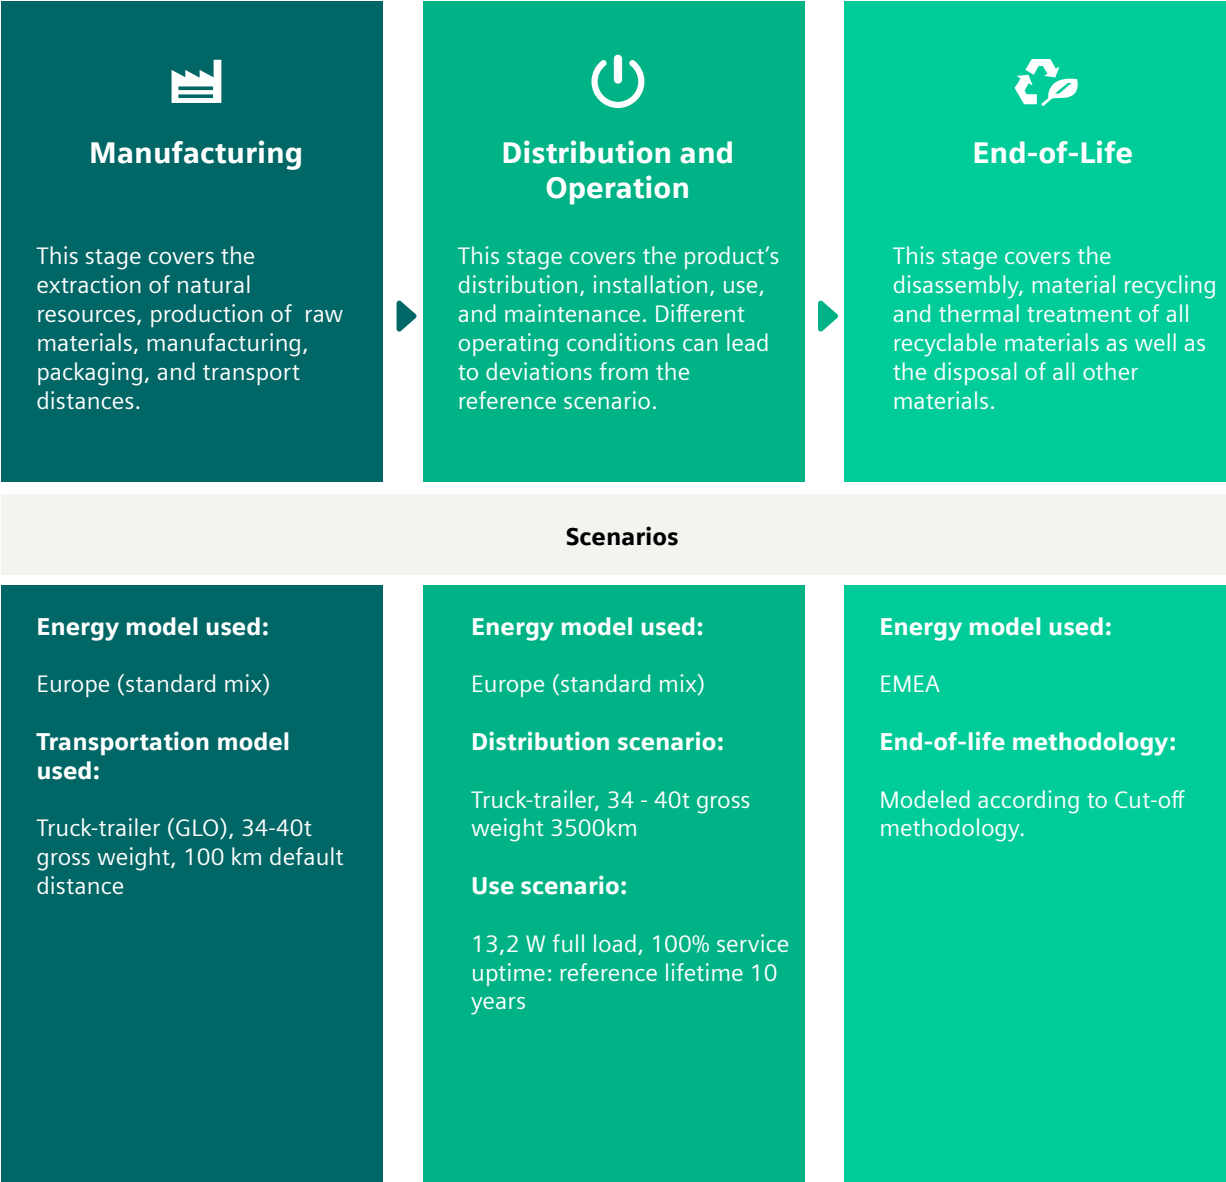 Manufacturing
This stage covers the
extraction of natural
resources, production of  raw
materials, manufacturing,
packaging, and transport
distances.
Distribution and
Operation
This stage covers the product’s
distribution, installation, use,
and maintenance. Different
operating conditions can lead
to deviations from the
reference scenario.
End-of-Life
This stage covers the
disassembly, material recycling
and thermal treatment of all
recyclable materials as well as
the disposal of all other
materials.
Scenarios
Energy model used:
Europe (standard mix)
Transportation model
used:
Truck-trailer (GLO), 34-40t
gross weight, 100 km default
distance
Energy model used:
Europe (standard mix)
Distribution scenario:
Truck-trailer, 34 - 40t gross
weight 3500km
Use scenario:
13,2 W full load, 100% service
uptime: reference lifetime 10
years
Energy model used:
EMEA
End-of-life methodology:
Modeled according to Cut-off
methodology.